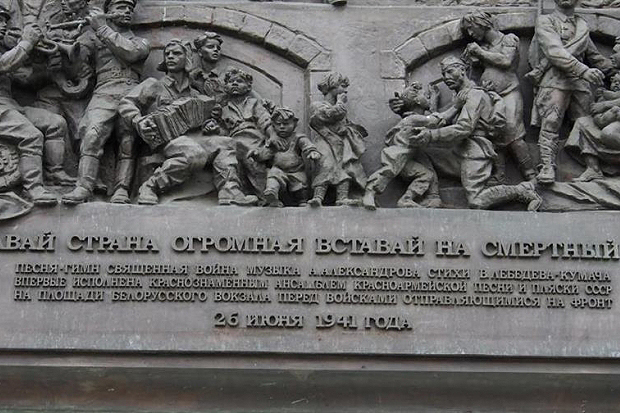 АВАЙ СТРАНА ОГРОМНАЯ ВСТАВАЙ НА СМЕРТНЫЙ
ПЕСНЯ-ГИМН СВЯЩЕННАЯ ВОЙНА МУЗЫКА А.АЛЕКСАНДРОВА СТИХИ В.ЛЕБЕДЕВА-КУМАЧА
ВПЕРВЫЕ ИСПОЛНЕНА КРАСНОЗНАМЕННЫМ АНСАМБЛЕМ КРАСНОАРМЕЙСКОЙ ПЕСНИ И ПЛЯСКИ СССР
НА ПЛОЩАДИ БЕЛОРУССКОГО ВОКЗАЛА ПЕРЕД ВОЙСКАМИ ОТПРАВЛЯЮЩИМИСЯ НА ФРОНТ
26 ИЮНЯ 1941 ГОДА